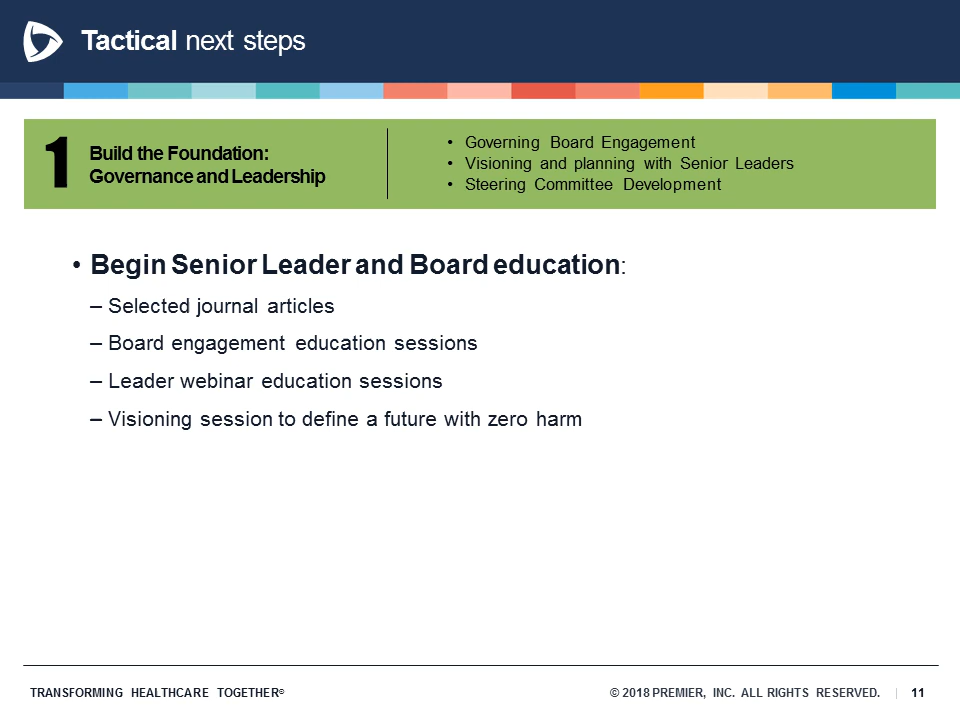 Tactical next steps
1
Build the Foundation:
Governance and Leadership
• Governing Board Engagement
• Visioning and planning with Senior Leaders
• Steering Committee Development
• Begin Senior Leader and Board education:
– Selected journal articles
– Board engagement education sessions
– Leader webinar education sessions
– Visioning session to define a future with zero harm
TRANSFORMING HEALTHCARE TOGETHER®
© 2018 PREMIER, INC. ALL RIGHTS RESERVED. | 11